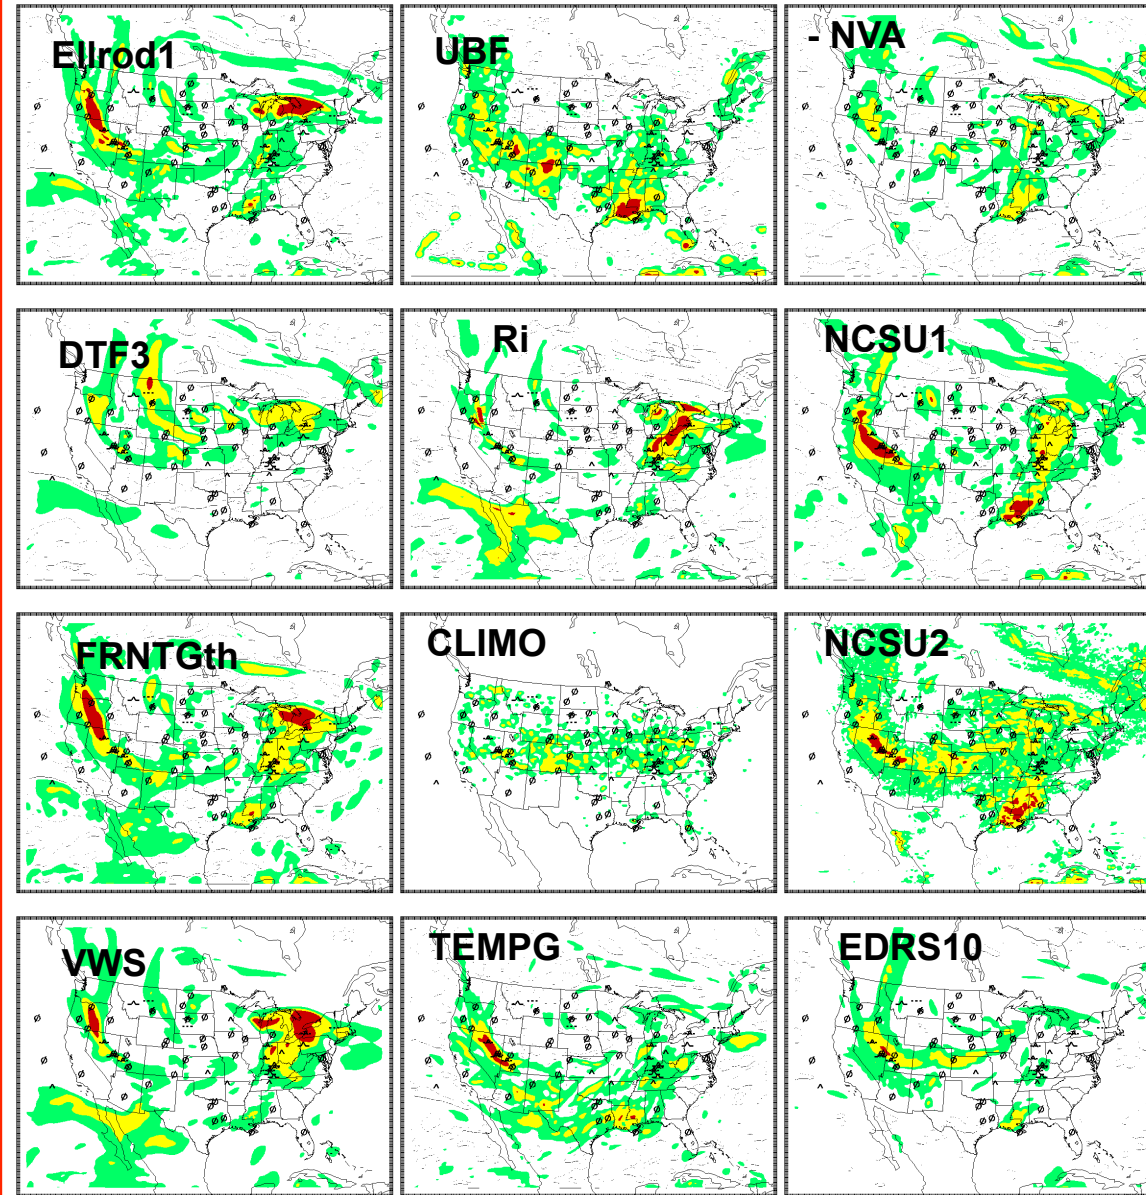 Ellrod1
UBF
- NVA
DTF3
Ri
NCSU1
FRNTGth
CLIMO
NCSU2
VWS
TEMPG
EDRS10